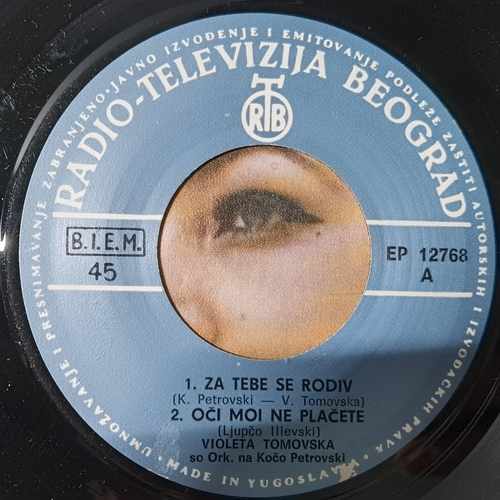 UMNOŽAVANJE I PRESNIMAVANJE ZABRANJENO • JAVNO IZVOĐENJE I EMITOVANJE PODLEŽE ZAŠTITI AUTORSKIH I IZVOĐAČKIH PRAVA •
RADIO-TELEVIZIJA BEOGRAD
RTB
B.I.E.M.
45
EP 12768
A
1. ZA TEBE SE RODIV
(K. Petrovski — V. Tomovska)
2. OČI MOI NE PLAČETE
(Ljupčo Ilievski)
VIOLETA TOMOVSKA
so Ork. na Kočo Petrovski
• MADE IN YUGOSLAVIA •